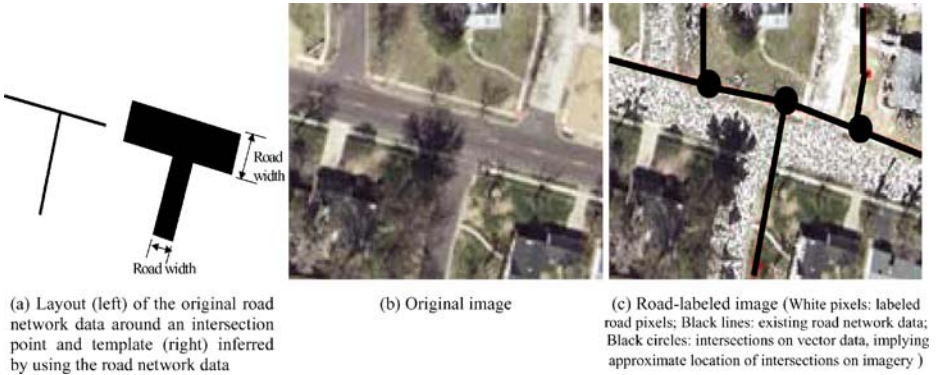 Road
width
Road width
(a) Layout (left) of the original road
network data around an intersection
point and template (right) inferred
by using the road network data
(b) Original image
(c) Road-labeled image (White pixels: labeled
road pixels; Black lines: existing road network data;
Black circles: intersections on vector data, implying
approximate location of intersections on imagery )